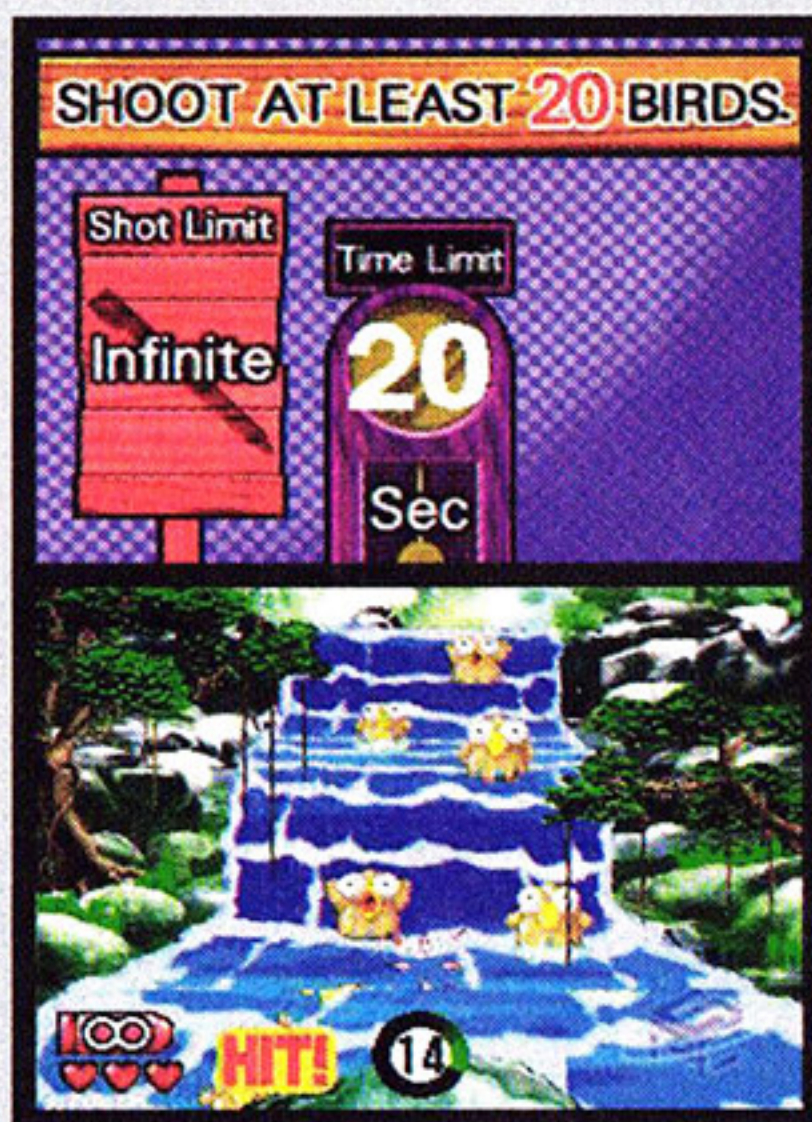 SHOOT AT LEAST 20 BIRDS.
Shot Limit
Infinite
Time Limit
20
Sec
HIT!
14